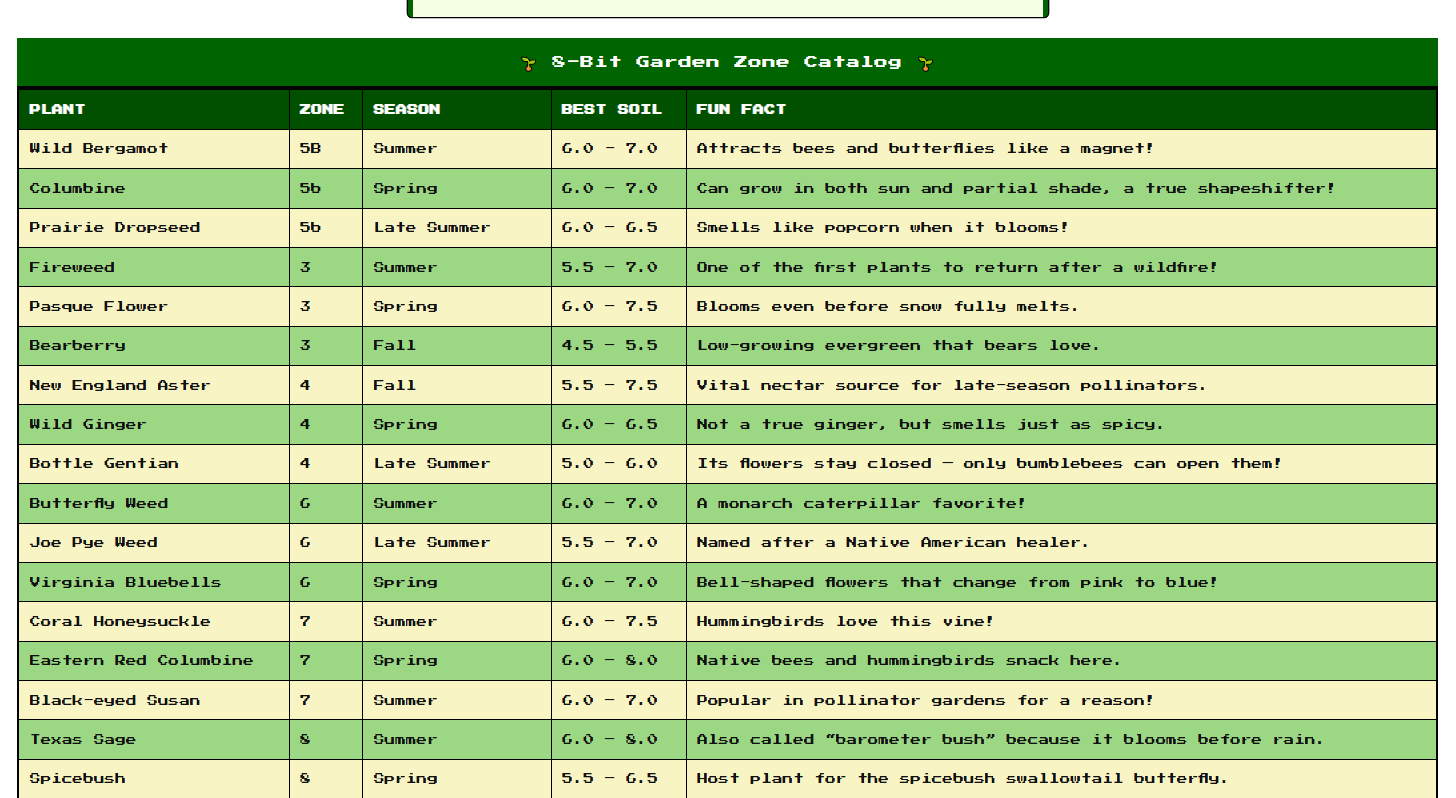 🌱 8-Bit Garden Zone Catalog 🌱
PLANT ZONE SEASON BEST SOIL FUN FACT
Wild Bergamot 5B Summer 6.0 – 7.0 Attracts bees and butterflies like a magnet!
Columbine 5b Spring 6.0 – 7.0 Can grow in both sun and partial shade, a true shapeshifter!
Prairie Dropseed 5b Late Summer 6.0 – 6.5 Smells like popcorn when it blooms!
Fireweed 3 Summer 5.5 – 7.0 One of the first plants to return after a wildfire!
Pasque Flower 3 Spring 6.0 – 7.5 Blooms even before snow fully melts.
Bearberry 3 Fall 4.5 – 5.5 Low-growing evergreen that bears love.
New England Aster 4 Fall 5.5 – 7.5 Vital nectar source for late-season pollinators.
Wild Ginger 4 Spring 6.0 – 6.5 Not a true ginger, but smells just as spicy.
Bottle Gentian 4 Late Summer 5.0 – 6.0 Its flowers stay closed — only bumblebees can open them!
Butterfly Weed 6 Summer 6.0 – 7.0 A monarch caterpillar favorite!
Joe Pye Weed 6 Late Summer 5.5 – 7.0 Named after a Native American healer.
Virginia Bluebells 6 Spring 6.0 – 7.0 Bell-shaped flowers that change from pink to blue!
Coral Honeysuckle 7 Summer 6.0 – 7.5 Hummingbirds love this vine!
Eastern Red Columbine 7 Spring 6.0 – 8.0 Native bees and hummingbirds snack here.
Black-eyed Susan 7 Summer 6.0 – 7.0 Popular in pollinator gardens for a reason!
Texas Sage 8 Summer 6.0 – 8.0 Also called “barometer bush” because it blooms before rain.
Spicebush 8 Spring 5.5 – 6.5 Host plant for the spicebush swallowtail butterfly.